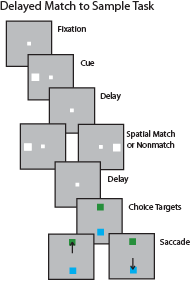 Delayed Match to Sample Task
Fixation
Cue
Delay
Spatial Match
or Nonmatch
Delay
Choice Targets
Saccade